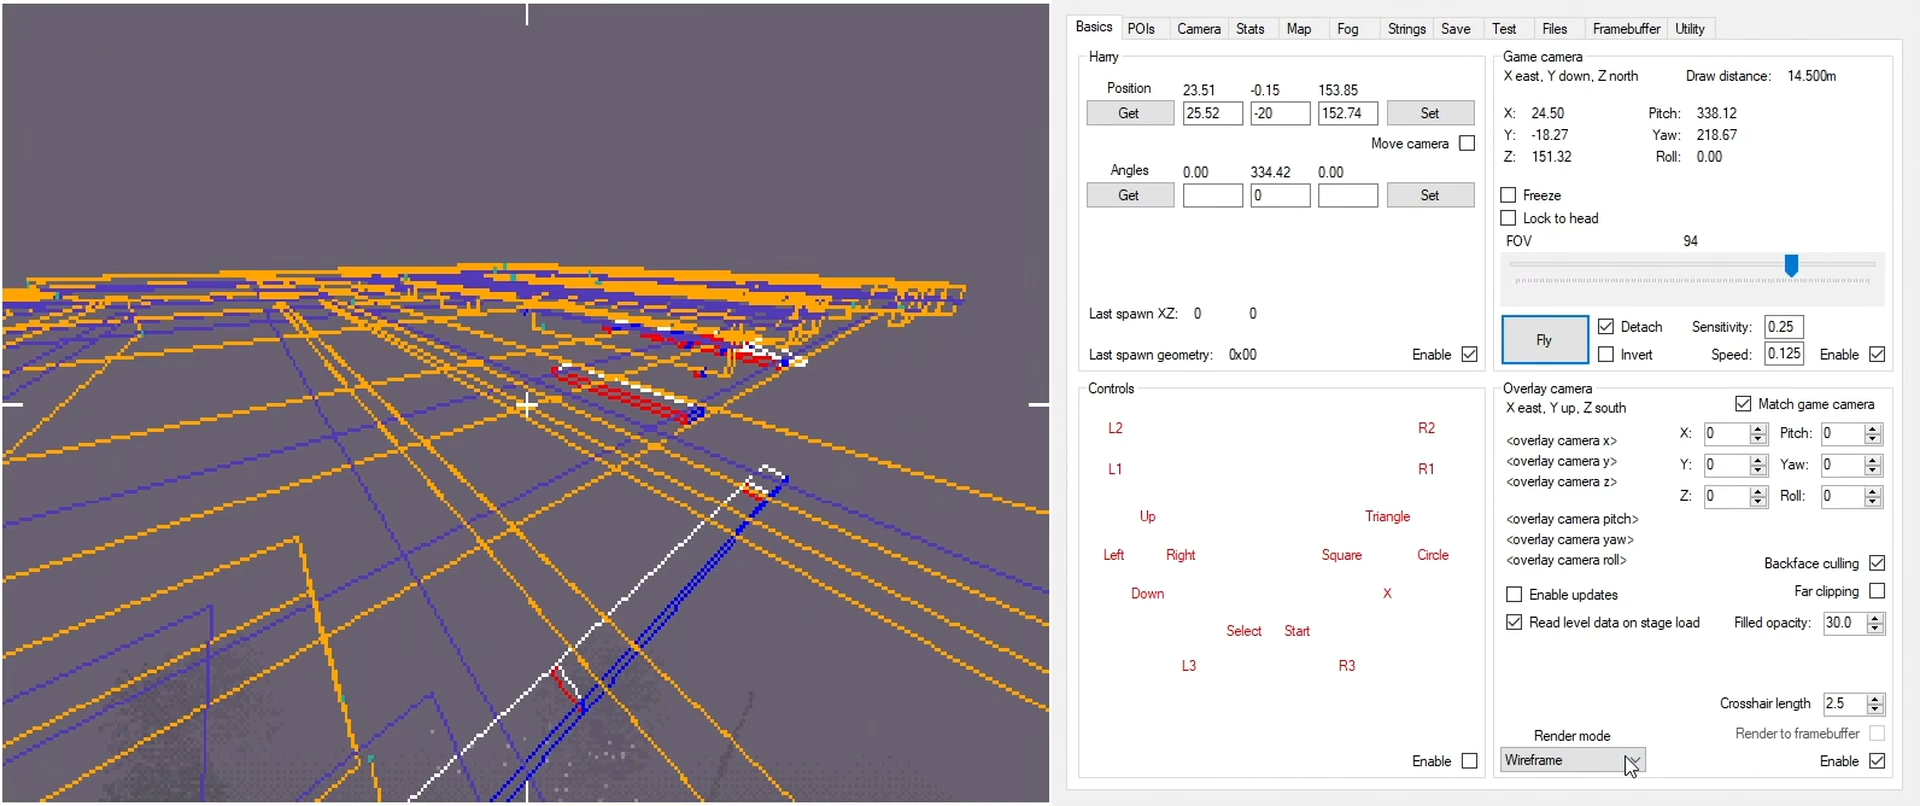 Basics POIs Camera Stats Map Fog Strings Save Test Files Framebuffer Utility
Harry
Position 23.51 -0.15 153.85
Get 25.52 -20 152.74 Set
Move camera
Angles 0.00 334.42 0.00
Get 0 Set
Last spawn XZ: 0 0
Last spawn geometry: 0x00 Enable
Controls
L2 R2
L1 R1
Up Triangle
Left Right Square Circle
Down X
Select Start
L3 R3
Enable
Game camera
X east, Y down, Z north Draw distance: 14.500m
X: 24.50 Pitch: 338.12
Y: -18.27 Yaw: 218.67
Z: 151.32 Roll: 0.00
Freeze
Lock to head
FOV 94
Fly Detach Sensitivity: 0.25
Invert Speed: 0.125 Enable
Overlay camera
X east, Y up, Z south Match game camera
<overlay camera x> X: 0 Pitch: 0
<overlay camera y> Y: 0 Yaw: 0
<overlay camera z> Z: 0 Roll: 0
<overlay camera pitch>
<overlay camera yaw>
<overlay camera roll> Backface culling
Enable updates Far clipping
Read level data on stage load Filled opacity: 30.0
Crosshair length 2.5
Render mode Render to framebuffer
Wireframe Enable